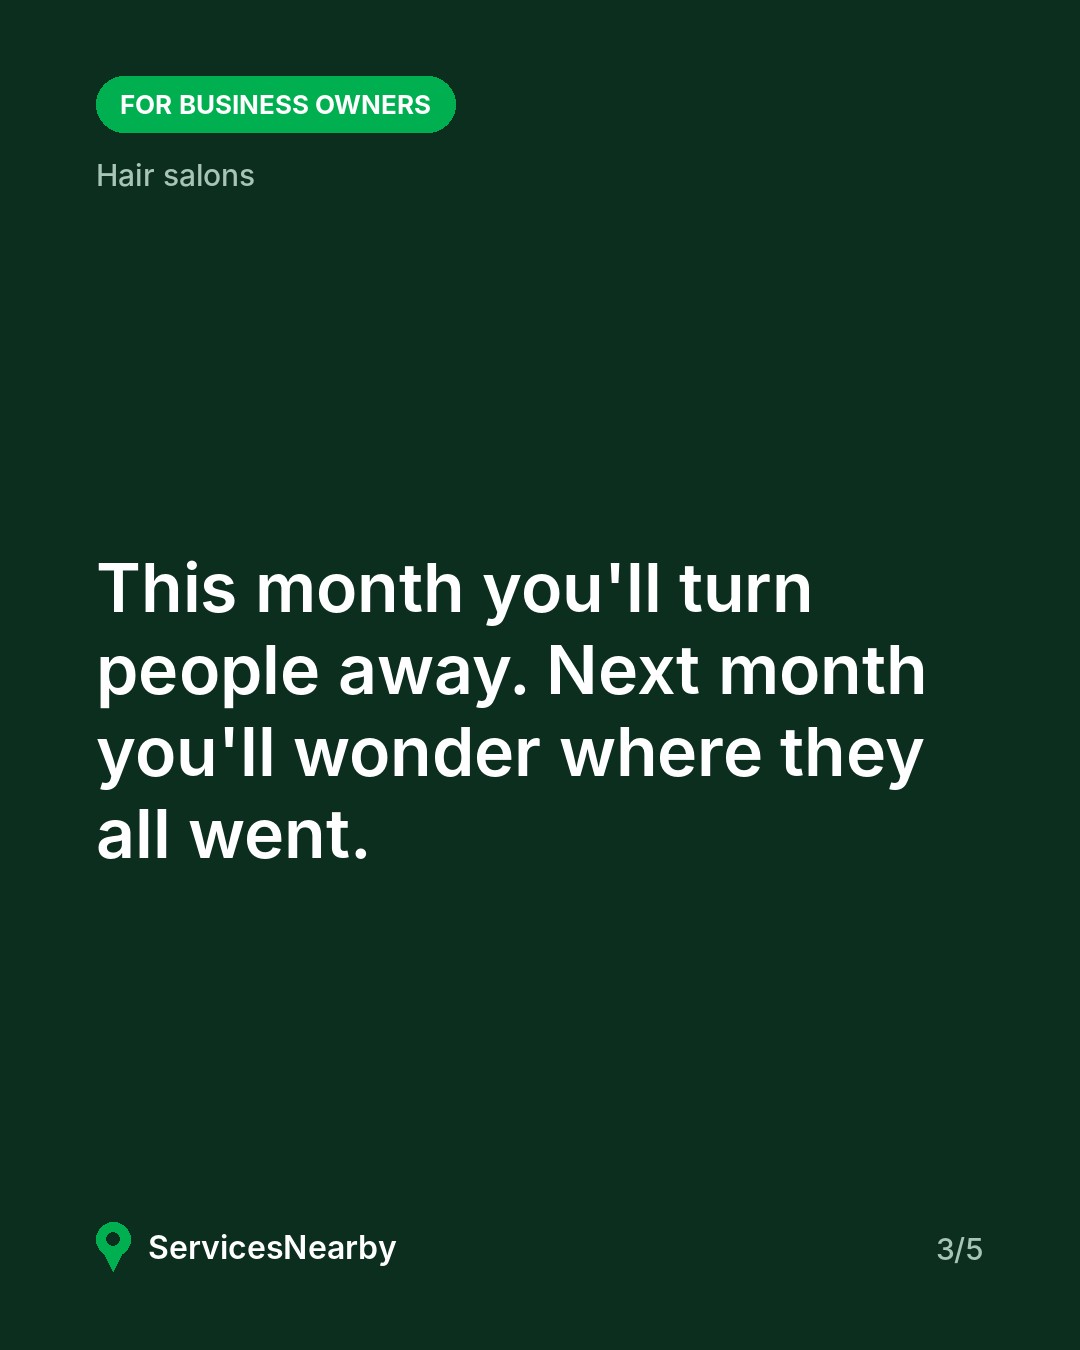 FOR BUSINESS OWNERS
Hair salons
This month you'll turn
people away. Next month
you'll wonder where they
all went.
ServicesNearby
3/5